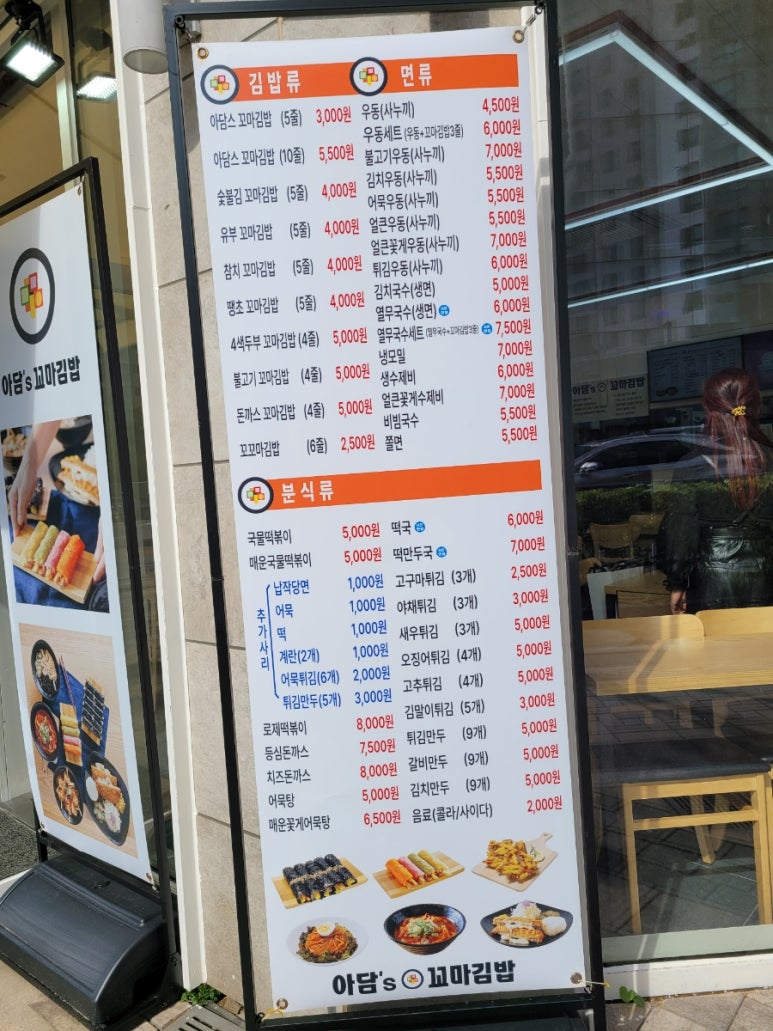 김밥류
아담스 꼬마김밥 (5줄) 3,000원
아담스 꼬마김밥 (10줄) 5,500원
숯불김 꼬마김밥 (5줄) 4,000원
유부 꼬마김밥 (5줄) 4,000원
참치 꼬마김밥 (5줄) 4,000원
땡초 꼬마김밥 (5줄) 4,000원
4색두부 꼬마김밥 (4줄) 5,000원
불고기 꼬마김밥 (4줄) 5,000원
돈까스 꼬마김밥 (4줄) 5,000원
꼬꼬마김밥 (6줄) 2,500원
면류
우동(사누끼) 4,500원
우동세트 (우동+꼬마김밥3줄) 6,000원
불고기우동(사누끼) 7,000원
김치우동(사누끼) 5,500원
어묵우동(사누끼) 5,500원
얼큰우동(사누끼) 5,500원
얼큰꽃게우동(사누끼) 7,000원
튀김우동(사누끼) 6,000원
김치국수(생면) 5,000원
열무국수(생면) 6,000원
열무국수세트 (열무국수+꼬마김밥3줄) 7,500원
냉모밀 7,000원
생수제비 6,000원
얼큰꽃게수제비 7,000원
비빔국수 5,500원
쫄면 5,500원
분식류
국물떡볶이 5,000원
매운국물떡볶이 5,000원
추가사리
납작당면 1,000원
어묵 1,000원
떡 1,000원
계란(2개) 1,000원
어묵튀김(6개) 2,000원
튀김만두(5개) 3,000원
로제떡볶이 8,000원
등심돈까스 7,500원
치즈돈까스 8,000원
어묵탕 5,000원
매운꽃게어묵탕 6,500원
떡국 6,000원
떡만두국 7,000원
고구마튀김 (3개) 2,500원
야채튀김 (3개) 3,000원
새우튀김 (3개) 5,000원
오징어튀김 (4개) 5,000원
고추튀김 (4개) 5,000원
김말이튀김 (5개) 3,000원
튀김만두 (9개) 5,000원
갈비만두 (9개) 5,000원
김치만두 (9개) 5,000원
음료(콜라/사이다) 2,000원
아담's 꼬마김밥
아담's 꼬마김밥
아담's 꼬마김밥